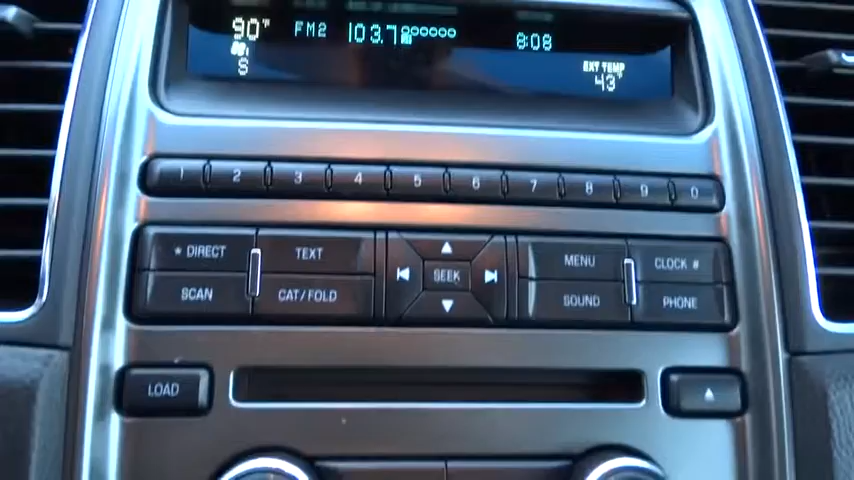 90°F FM2 103.7 8:08
S EXT TEMP
43°
1 2 3 4 5 6 7 8 9 0
* DIRECT TEXT MENU CLOCK #
SEEK
SCAN CAT/FOLD SOUND PHONE
LOAD